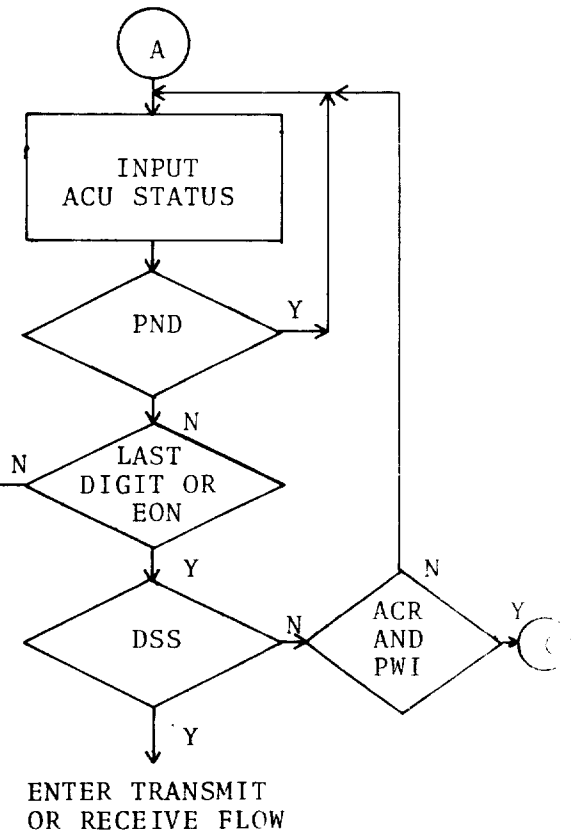 A
INPUT
ACU STATUS
PND
Y
N
LAST
DIGIT OR
EON
N
Y
DSS
N
ACR
AND
PWI
N
Y
Y
ENTER TRANSMIT
OR RECEIVE FLOW